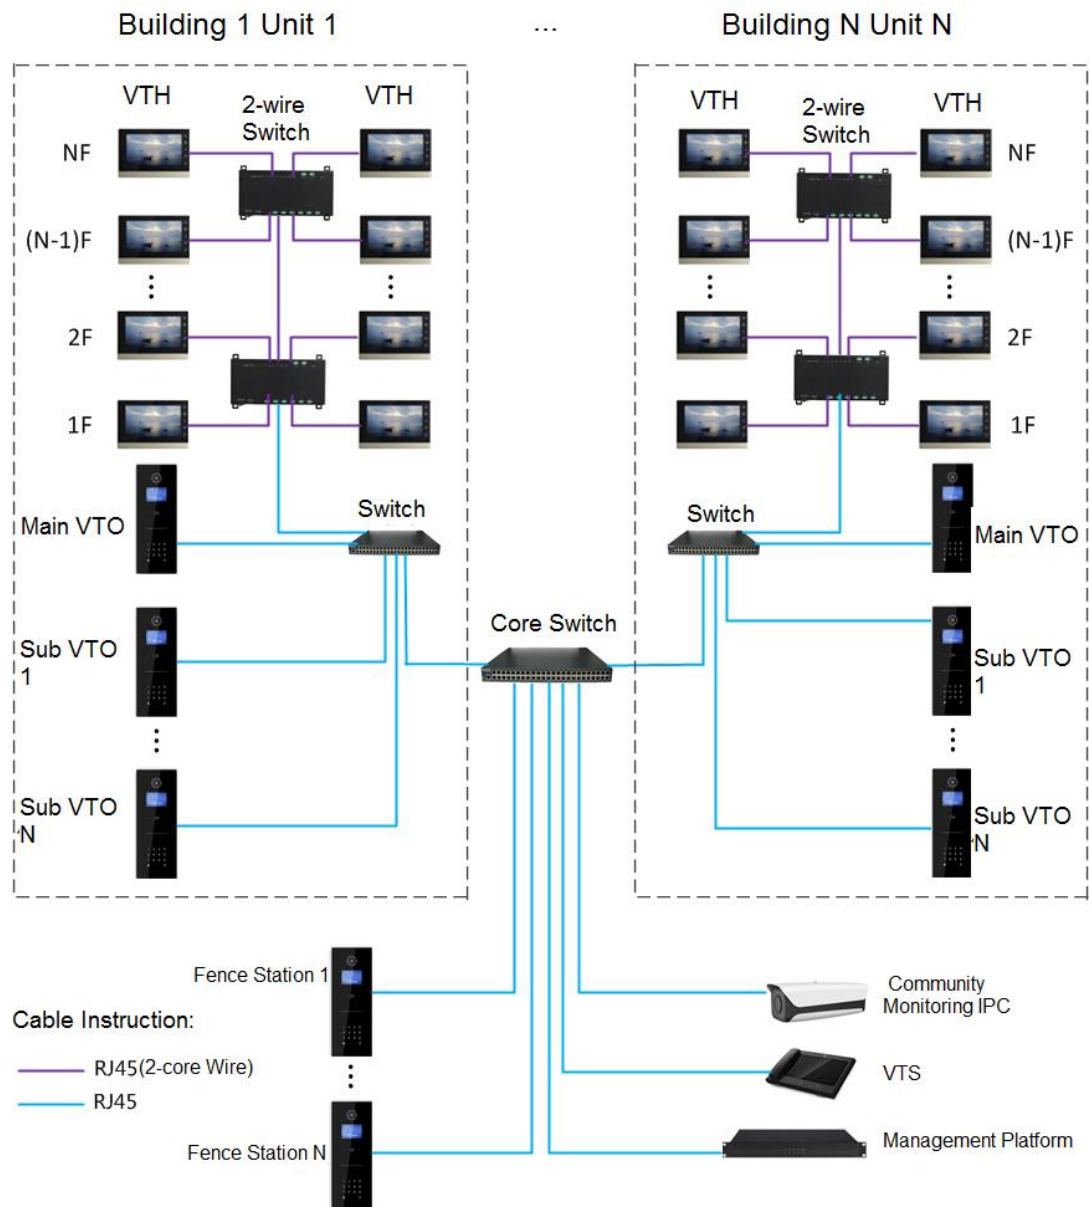 Building 1 Unit 1
...
Building N Unit N
VTH
2-wire
Switch
VTH
NF
(N-1)F
2F
1F
Main VTO
Switch
Sub VTO
1
Sub VTO
N
VTH
2-wire
Switch
VTH
NF
(N-1)F
2F
1F
Switch
Main VTO
Sub VTO
1
Sub VTO
N
Core Switch
Fence Station 1
Fence Station N
Community
Monitoring IPC
VTS
Management Platform
Cable Instruction:
RJ45(2-core Wire)
RJ45